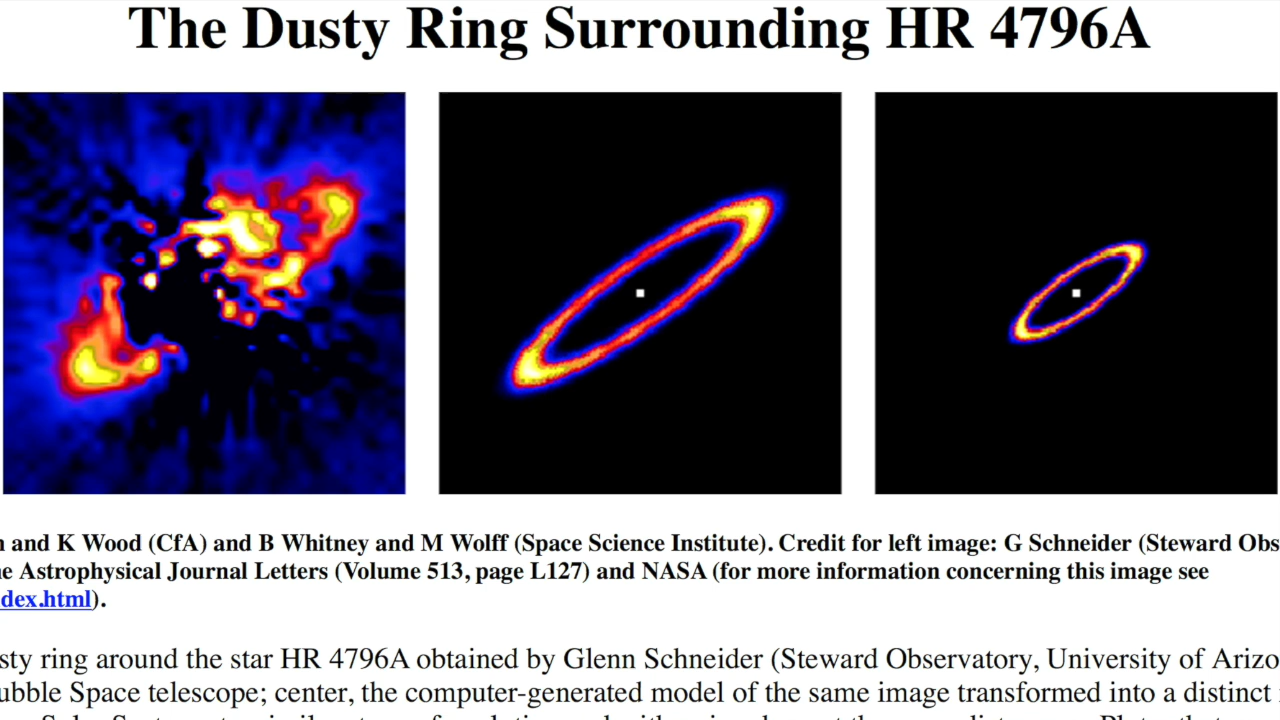 The Dusty Ring Surrounding HR 4796A
and K Wood (CfA) and B Whitney and M Wolff (Space Science Institute). Credit for left image: G Schneider (Steward Obs
Astrophysical Journal Letters (Volume 513, page L127) and NASA (for more information concerning this image see
dex.html).
sty ring around the star HR 4796A obtained by Glenn Schneider (Steward Observatory, University of Arizo
ubble Space telescope; center, the computer-generated model of the same image transformed into a distinct